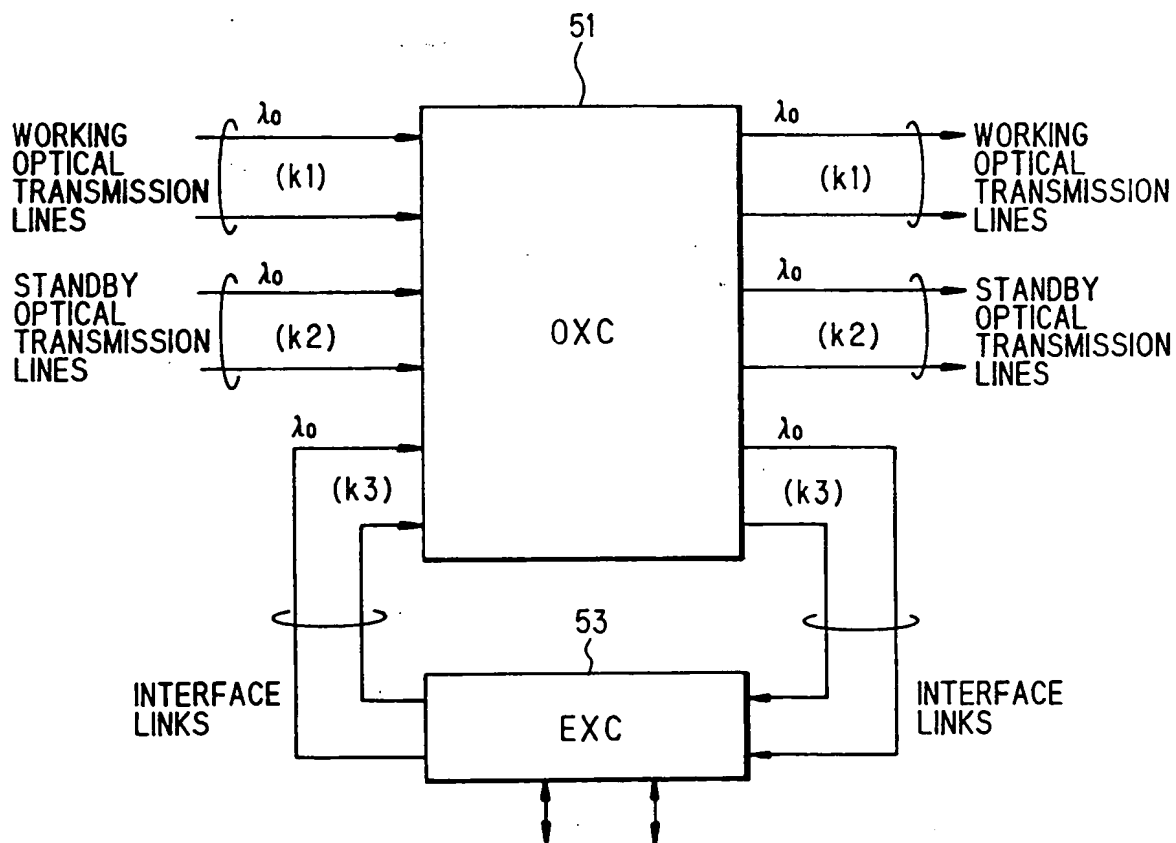 51
λ0
λ0
WORKING
OPTICAL
TRANSMISSION
LINES
(k1)
(k1)
WORKING
OPTICAL
TRANSMISSION
LINES
λ0
λ0
STANDBY
OPTICAL
TRANSMISSION
LINES
(k2)
OXC
(k2)
STANDBY
OPTICAL
TRANSMISSION
LINES
λ0
λ0
(k3)
(k3)
53
INTERFACE
LINKS
EXC
INTERFACE
LINKS